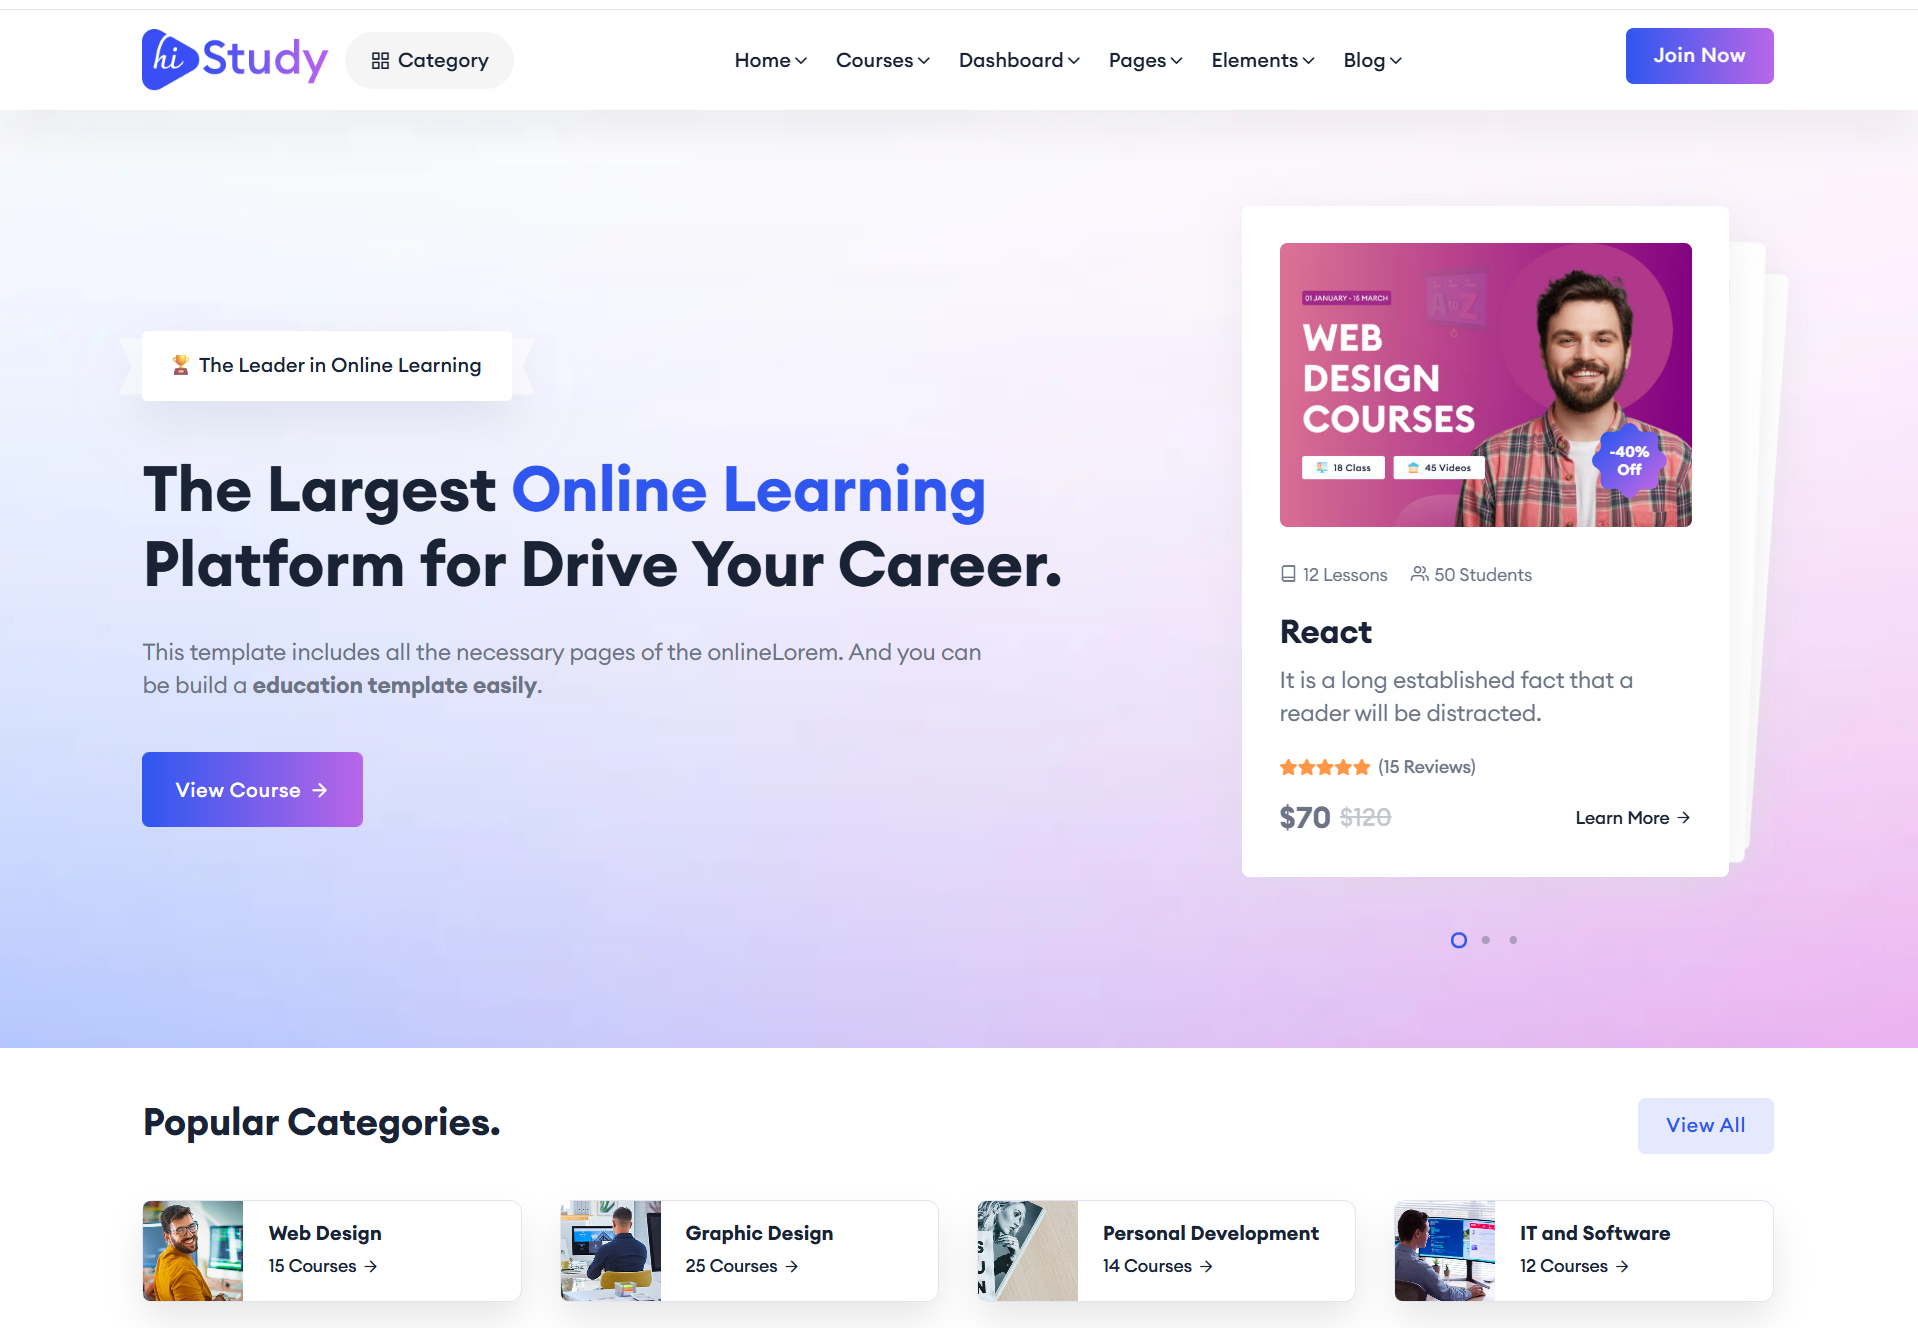 hi Study
Category
Home
Courses
Dashboard
Pages
Elements
Blog
Join Now
The Leader in Online Learning
The Largest Online Learning
Platform for Drive Your Career.
This template includes all the necessary pages of the onlineLorem. And you can
be build a education template easily.
View Course
01 JANUARY - 15 MARCH
A to Z
WEB
DESIGN
COURSES
18 Class
45 Videos
-40%
Off
12 Lessons
50 Students
React
It is a long established fact that a
reader will be distracted.
(15 Reviews)
$70 $120
Learn More
Popular Categories.
View All
Web Design
15 Courses
Graphic Design
25 Courses
S
U
N
Personal Development
14 Courses
IT and Software
12 Courses